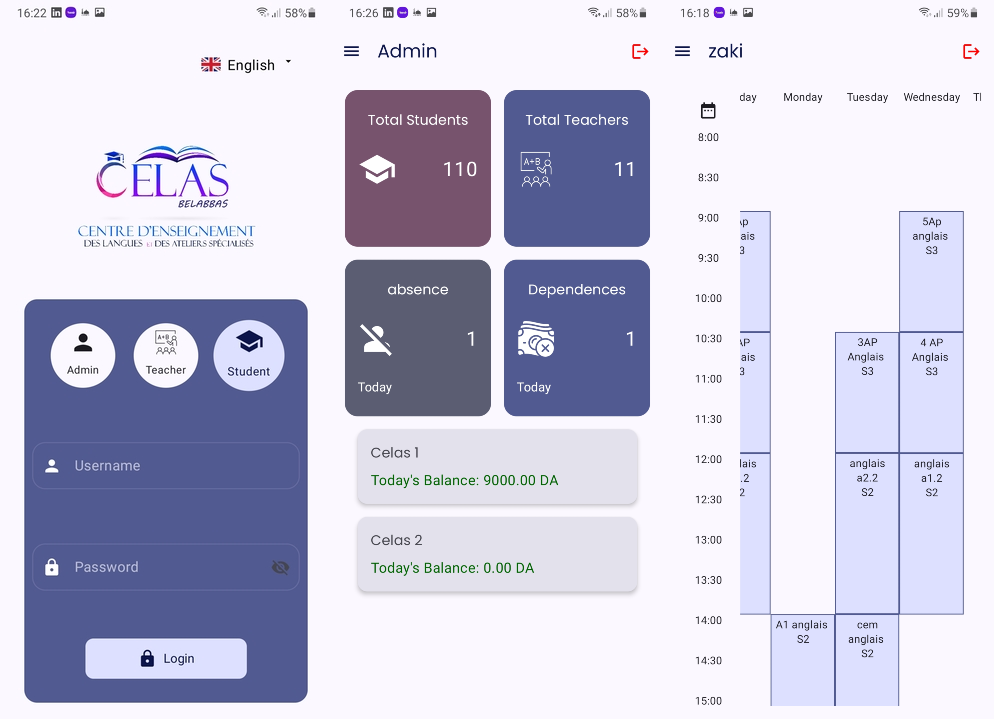 16:22
58%
English
CELAS
BELABBAS
CENTRE D'ENSEIGNEMENT
DES LANGUES ET DES ATELIERS SPÉCIALISÉS
Admin
A+B
Teacher
Student
Username
Password
Login
16:26
58%
Admin
Total Students
110
Total Teachers
A+B
11
absence
1
Today
Dependences
1
Today
Celas 1
Today's Balance: 9000.00 DA
Celas 2
Today's Balance: 0.00 DA
16:18
59%
zaki
day Monday Tuesday Wednesday Tl
8:00
8:30
9:00
9:30
10:00
10:30
11:00
11:30
12:00
12:30
13:00
13:30
14:00
14:30
15:00
Ap
ais
3
AP
ais
3
lais
.2
2
A1 anglais
S2
3AP
Anglais
S3
anglais
a2.2
S2
cem
anglais
S2
5Ap
anglais
S3
4 AP
Anglais
S3
anglais
a1.2
S2